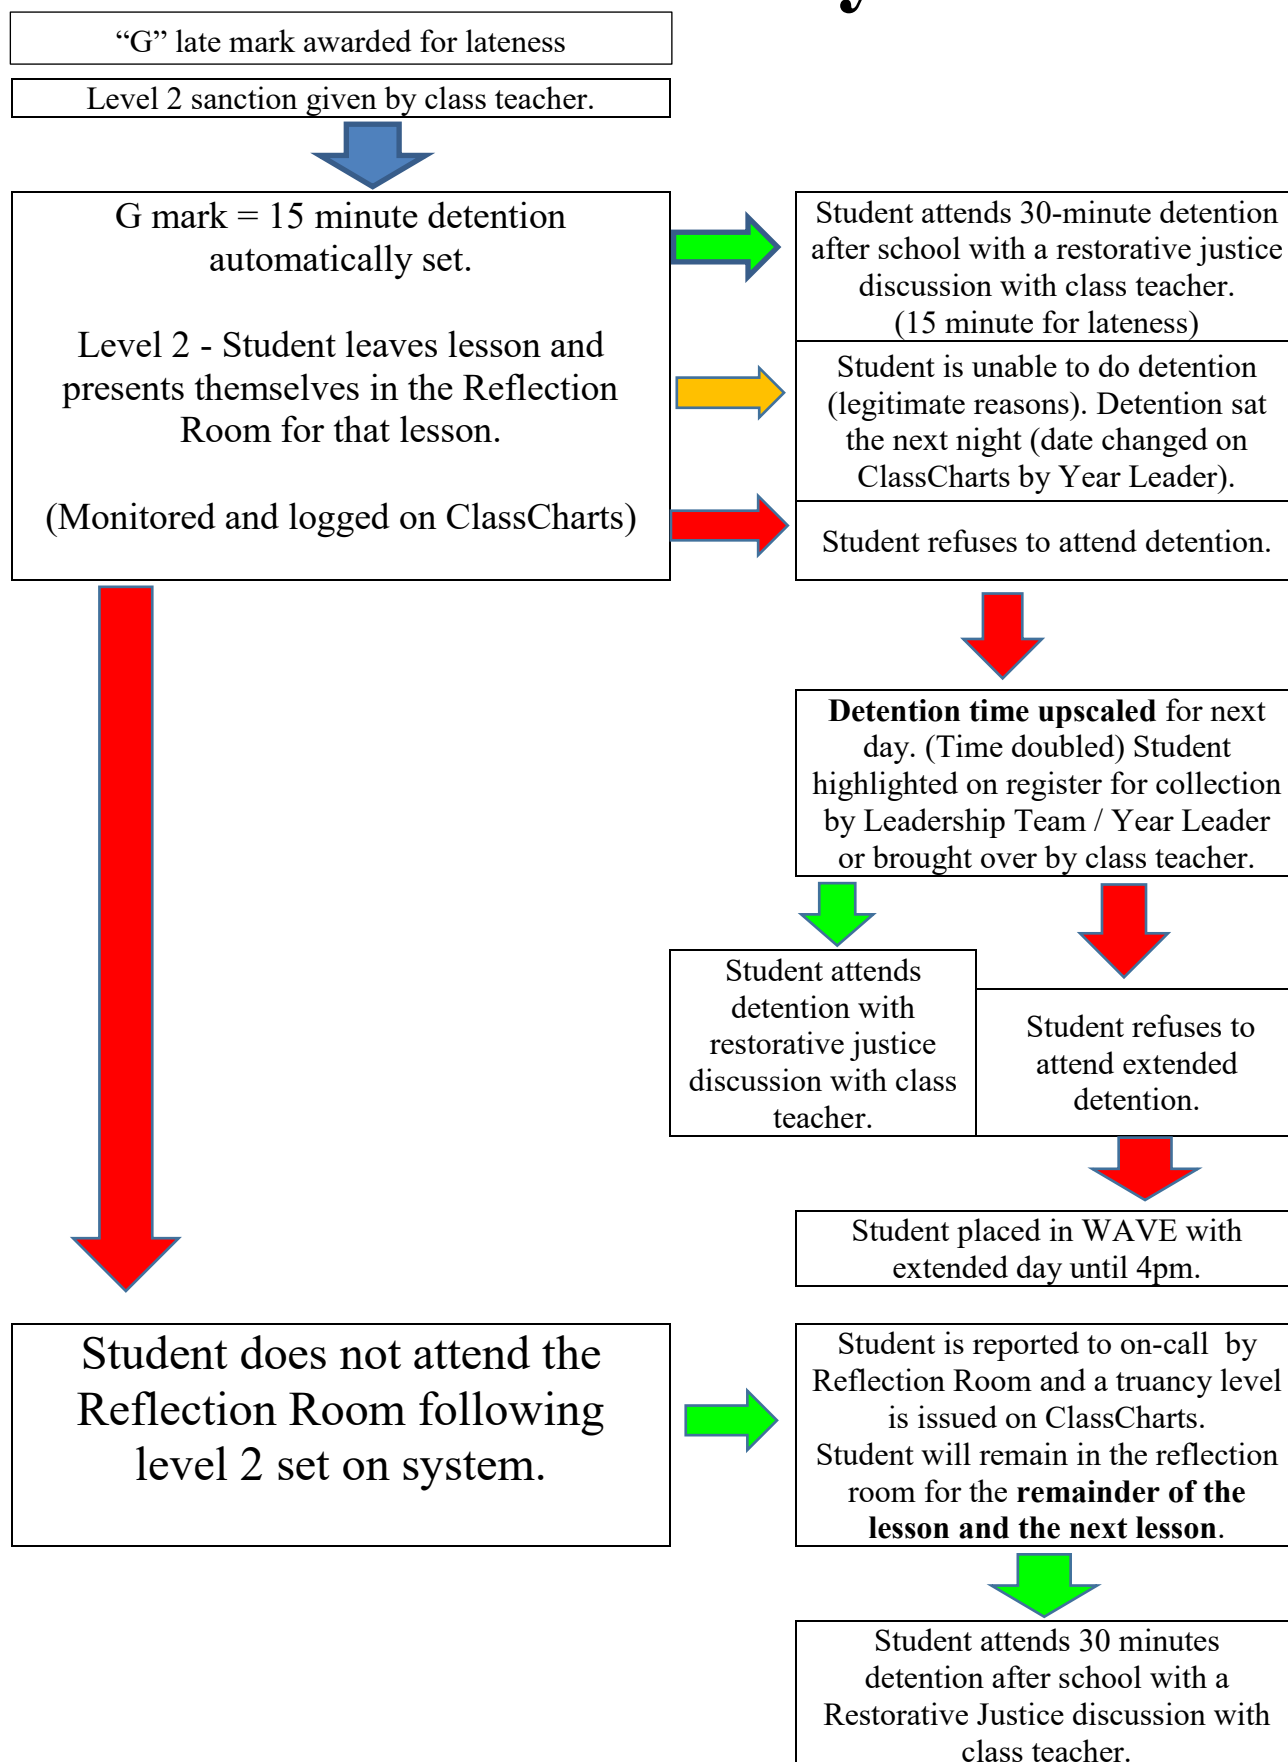 “G” late mark awarded for lateness
Level 2 sanction given by class teacher.
G mark = 15 minute detention
automatically set.
Level 2 - Student leaves lesson and
presents themselves in the Reflection
Room for that lesson.
(Monitored and logged on ClassCharts)
Student attends 30-minute detention
after school with a restorative justice
discussion with class teacher.
(15 minute for lateness)
Student is unable to do detention
(legitimate reasons). Detention sat
the next night (date changed on
ClassCharts by Year Leader).
Student refuses to attend detention.
Detention time upscaled for next
day. (Time doubled) Student
highlighted on register for collection
by Leadership Team / Year Leader
or brought over by class teacher.
Student attends
detention with
restorative justice
discussion with class
teacher.
Student refuses to
attend extended
detention.
Student placed in WAVE with
extended day until 4pm.
Student does not attend the
Reflection Room following
level 2 set on system.
Student is reported to on-call by
Reflection Room and a truancy level
is issued on ClassCharts.
Student will remain in the reflection
room for the remainder of the
lesson and the next lesson.
Student attends 30 minutes
detention after school with a
Restorative Justice discussion with
class teacher.